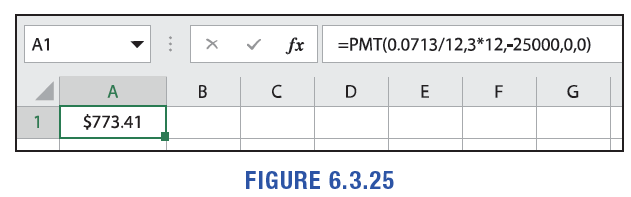 A1 fx =PMT(0.0713/12,3*12,-25000,0,0)
A B C D E F G
1 $773.41
FIGURE 6.3.25